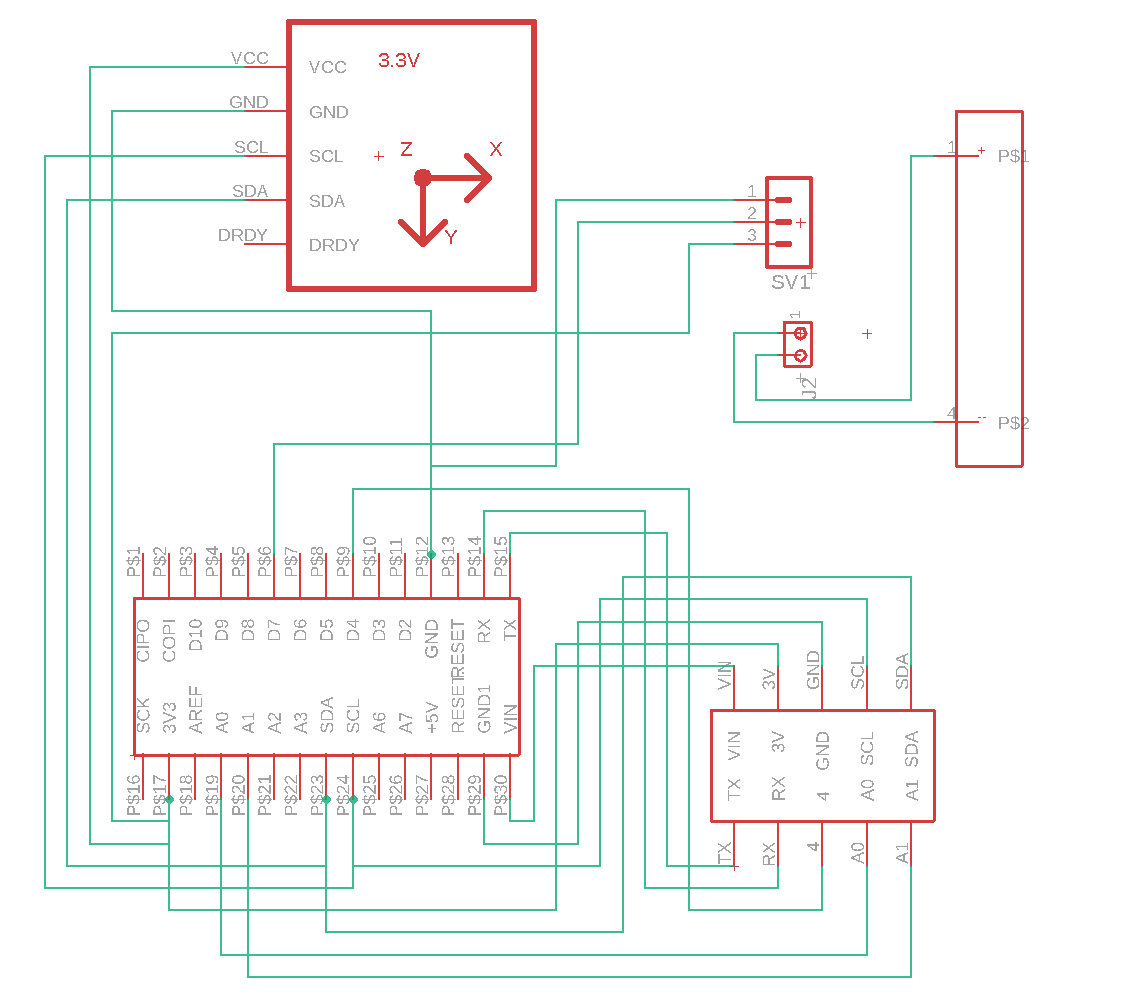 VCC
VCC
3.3V
GND
GND
SCL
SCL
Z
X
SDA
SDA
DRDY
DRDY
Y
1
2
3
SV1
1
J2
1
+
P$1
4
--
P$2
P$1
P$2
P$3
P$4
P$5
P$6
P$7
P$8
P$9
P$10
P$11
P$12
P$13
P$14
P$15
CIPO
COPI
D10
D9
D8
D7
D6
D5
D4
D3
D2
GND
RESET
RX
TX
SCK
3V3
AREF
A0
A1
A2
A3
SDA
SCL
A6
A7
+5V
RESET
GND1
VIN
P$16
P$17
P$18
P$19
P$20
P$21
P$22
P$23
P$24
P$25
P$26
P$27
P$28
P$29
P$30
VIN
3V
GND
SCL
SDA
VIN
3V
GND
SCL
SDA
TX
RX
4
A0
A1
TX
RX
4
A0
A1